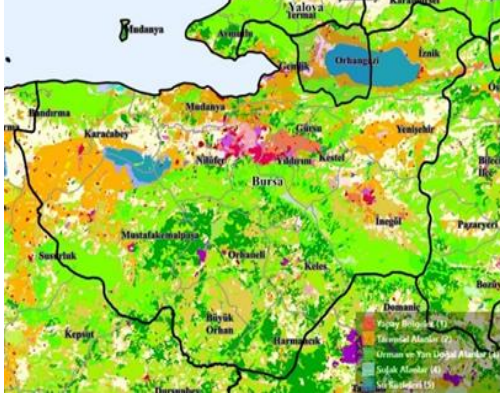 Yalova
Termal
Mudanya
Armutlu
Orhangazi
İznik
Gemlik
Bandırma
Mudanya
Gürsu
Yenişehir
Karacabey
Nilüfer
Yıldırım
Kestel
Bursa
İnegöl
Pazaryeri
Mustafakemalpaşa
Susurluk
Orhaneli
Keles
Büyük
Orhan
Domaniç
Kepsut
Harmancık
Yapay Bölgeler (1)
Tarımsal Alanlar (2)
Orman ve Yarı Doğal Alanlar (3)
Sulak Alanlar (4)
Su Kütleleri (5)